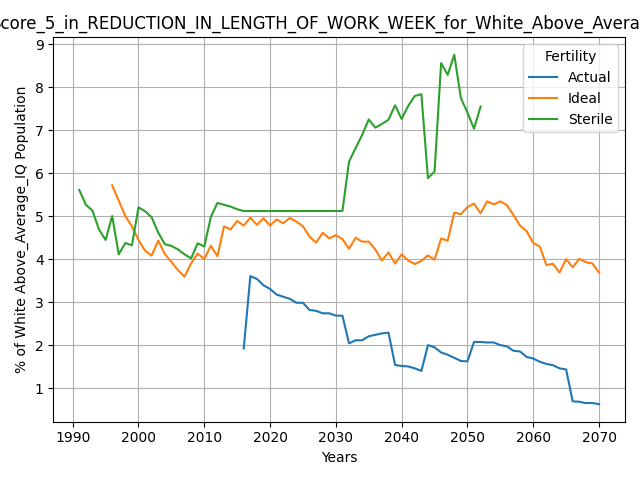 core_5_in_REDUCTION_IN_LENGTH_OF_WORK_WEEK_for_White_Above_Avera
Fertility
Actual
Ideal
Sterile
% of White Above_Average_IQ Population
9
8
7
6
5
4
3
2
1
1990 2000 2010 2020 2030 2040 2050 2060 2070
Years